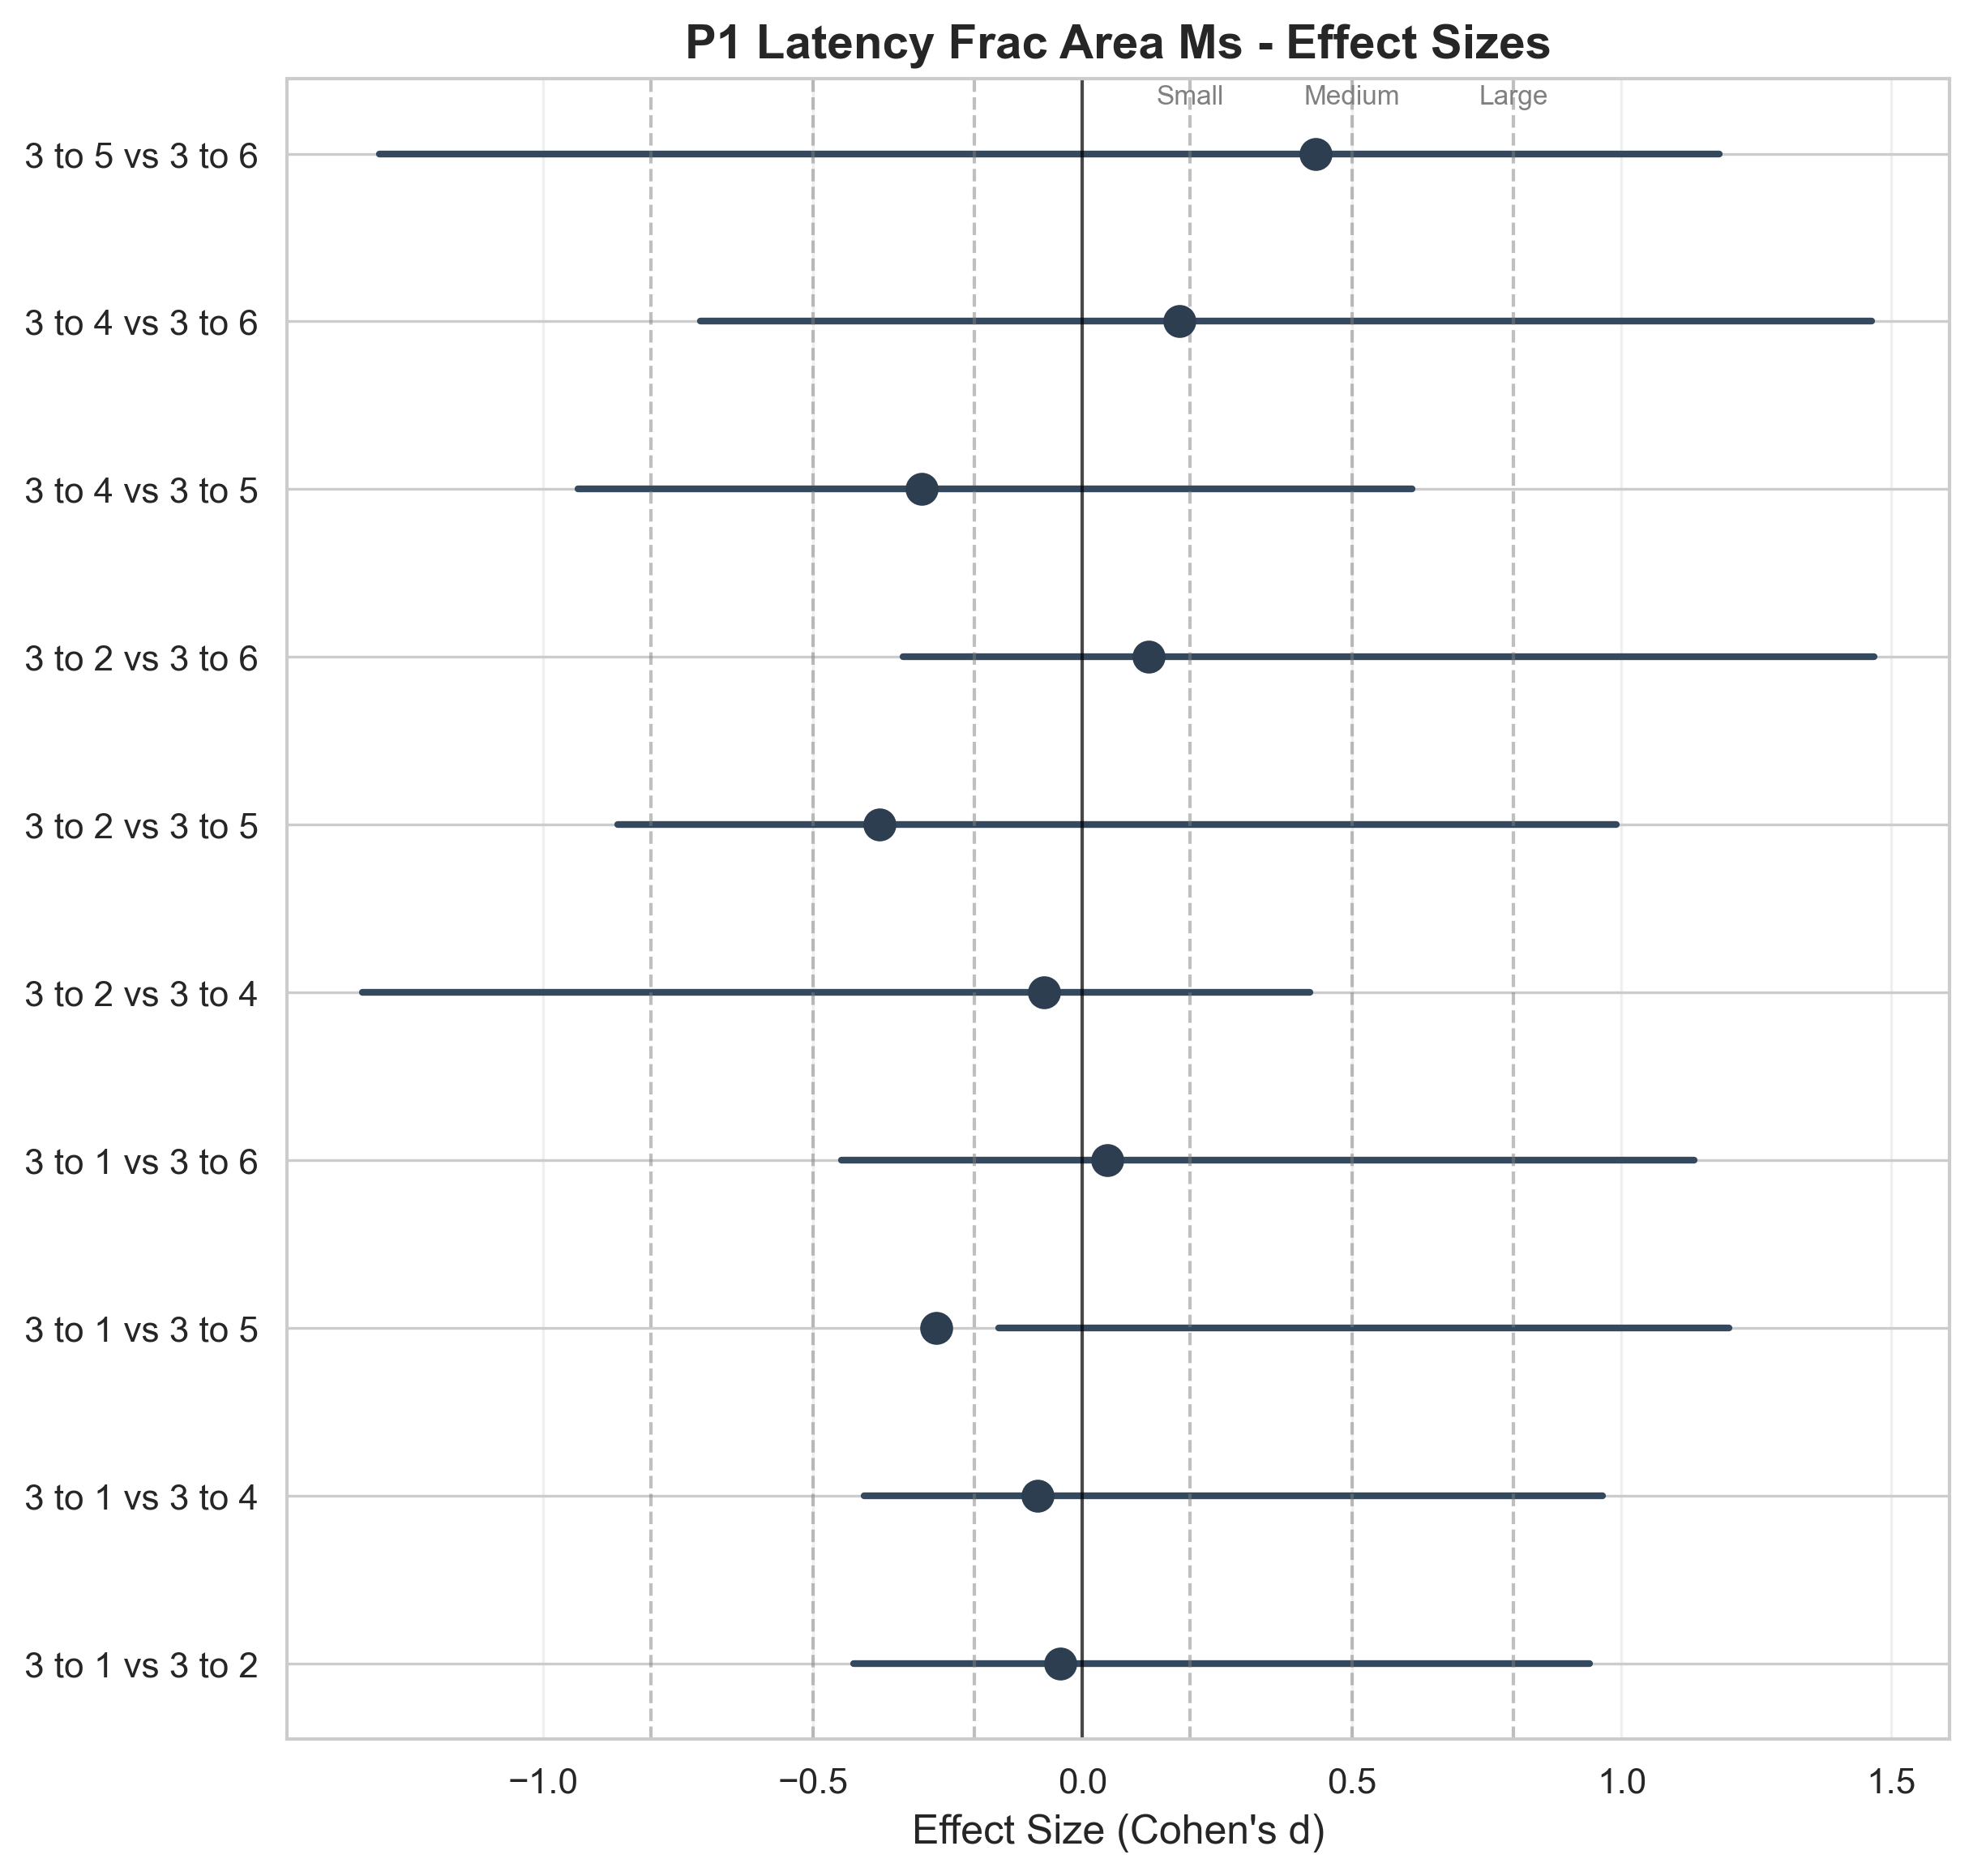 P1 Latency Frac Area Ms - Effect Sizes
Small Medium Large
3 to 5 vs 3 to 6
3 to 4 vs 3 to 6
3 to 4 vs 3 to 5
3 to 2 vs 3 to 6
3 to 2 vs 3 to 5
3 to 2 vs 3 to 4
3 to 1 vs 3 to 6
3 to 1 vs 3 to 5
3 to 1 vs 3 to 4
3 to 1 vs 3 to 2
−1.0 −0.5 0.0 0.5 1.0 1.5
Effect Size (Cohen's d)